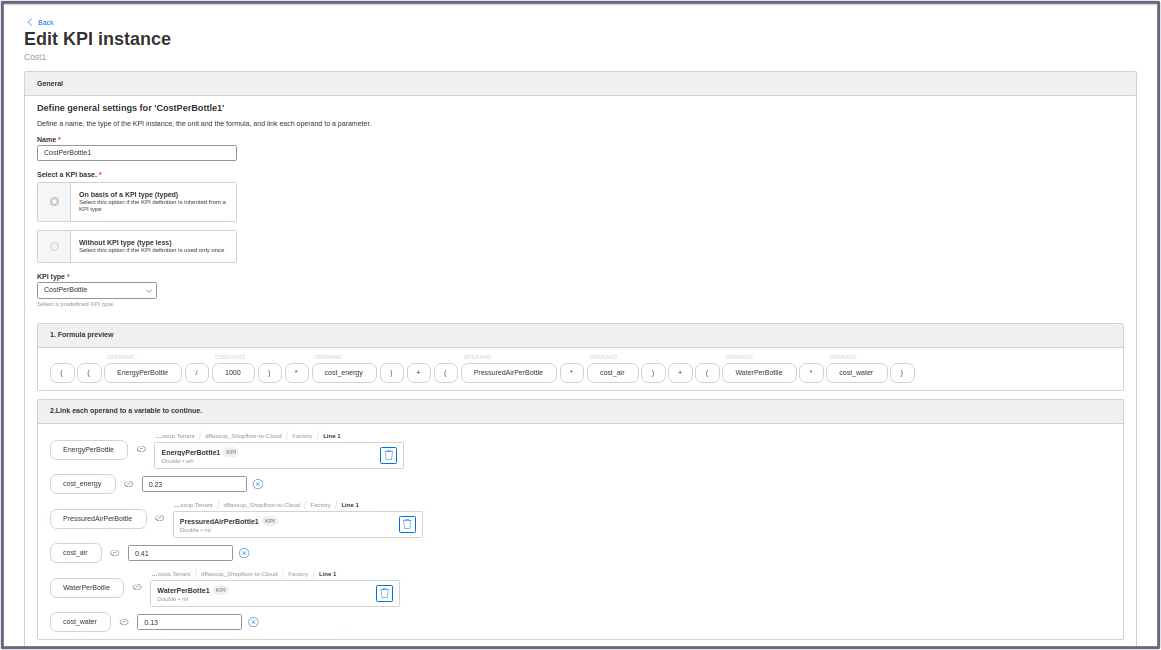 Back
Edit KPI instance
Cost1
General
Define general settings for 'CostPerBottle1'
Define a name, the type of the KPI instance, the unit and the formula, and link each operand to a parameter.
Name *
CostPerBottle1
Select a KPI base. *
On basis of a KPI type (typed)
Select this option if the KPI definition is inherited from a
KPI type
Without KPI type (type less)
Select this option if the KPI definition is used only once
KPI type *
CostPerBottle
Select a predefined KPI type.
1. Formula preview
OPERAND CONSTANT OPERAND OPERAND OPERAND OPERAND OPERAND
( ( EnergyPerBottle / 1000 ) * cost_energy ) + ( PressuredAirPerBottle * cost_air ) + ( WaterPerBotlle * cost_water )
2.Link each operand to a variable to continue.
...ssup.Tenant / dffassup_Shopfloor-to-Cloud / Factory / Line 1
EnergyPerBottle
EnergyPerBottle1 KPI
Double • wh
cost_energy 0.23
...ssup.Tenant / dffassup_Shopfloor-to-Cloud / Factory / Line 1
PressuredAirPerBottle
PressuredAirPerBottle1 KPI
Double • ml
cost_air 0.41
...ssup.Tenant / dffassup_Shopfloor-to-Cloud / Factory / Line 1
WaterPerBotlle
WaterPerBotte1 KPI
Double • ml
cost_water 0.13